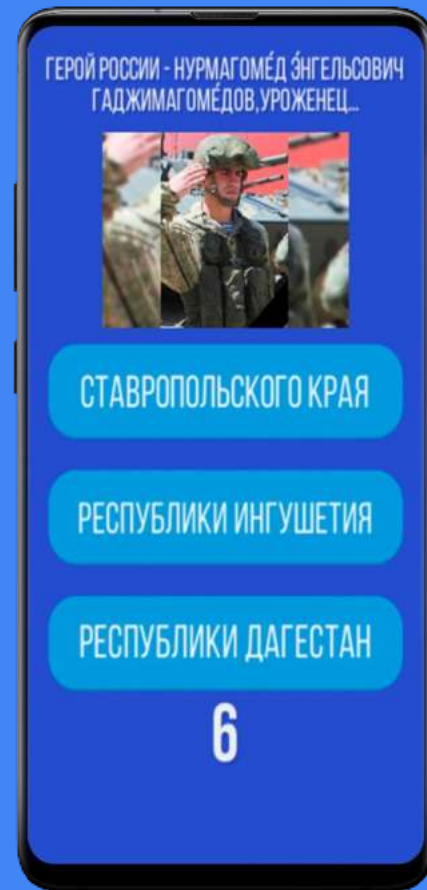 ГЕРОЙ РОССИИ - НУРМАГОМЕ́Д Э́НГЕЛЬСОВИЧ
ГАДЖИМАГОМЕ́ДОВ,УРОЖЕНЕЦ...
СТАВРОПОЛЬСКОГО КРАЯ
РЕСПУБЛИКИ ИНГУШЕТИЯ
РЕСПУБЛИКИ ДАГЕСТАН
6